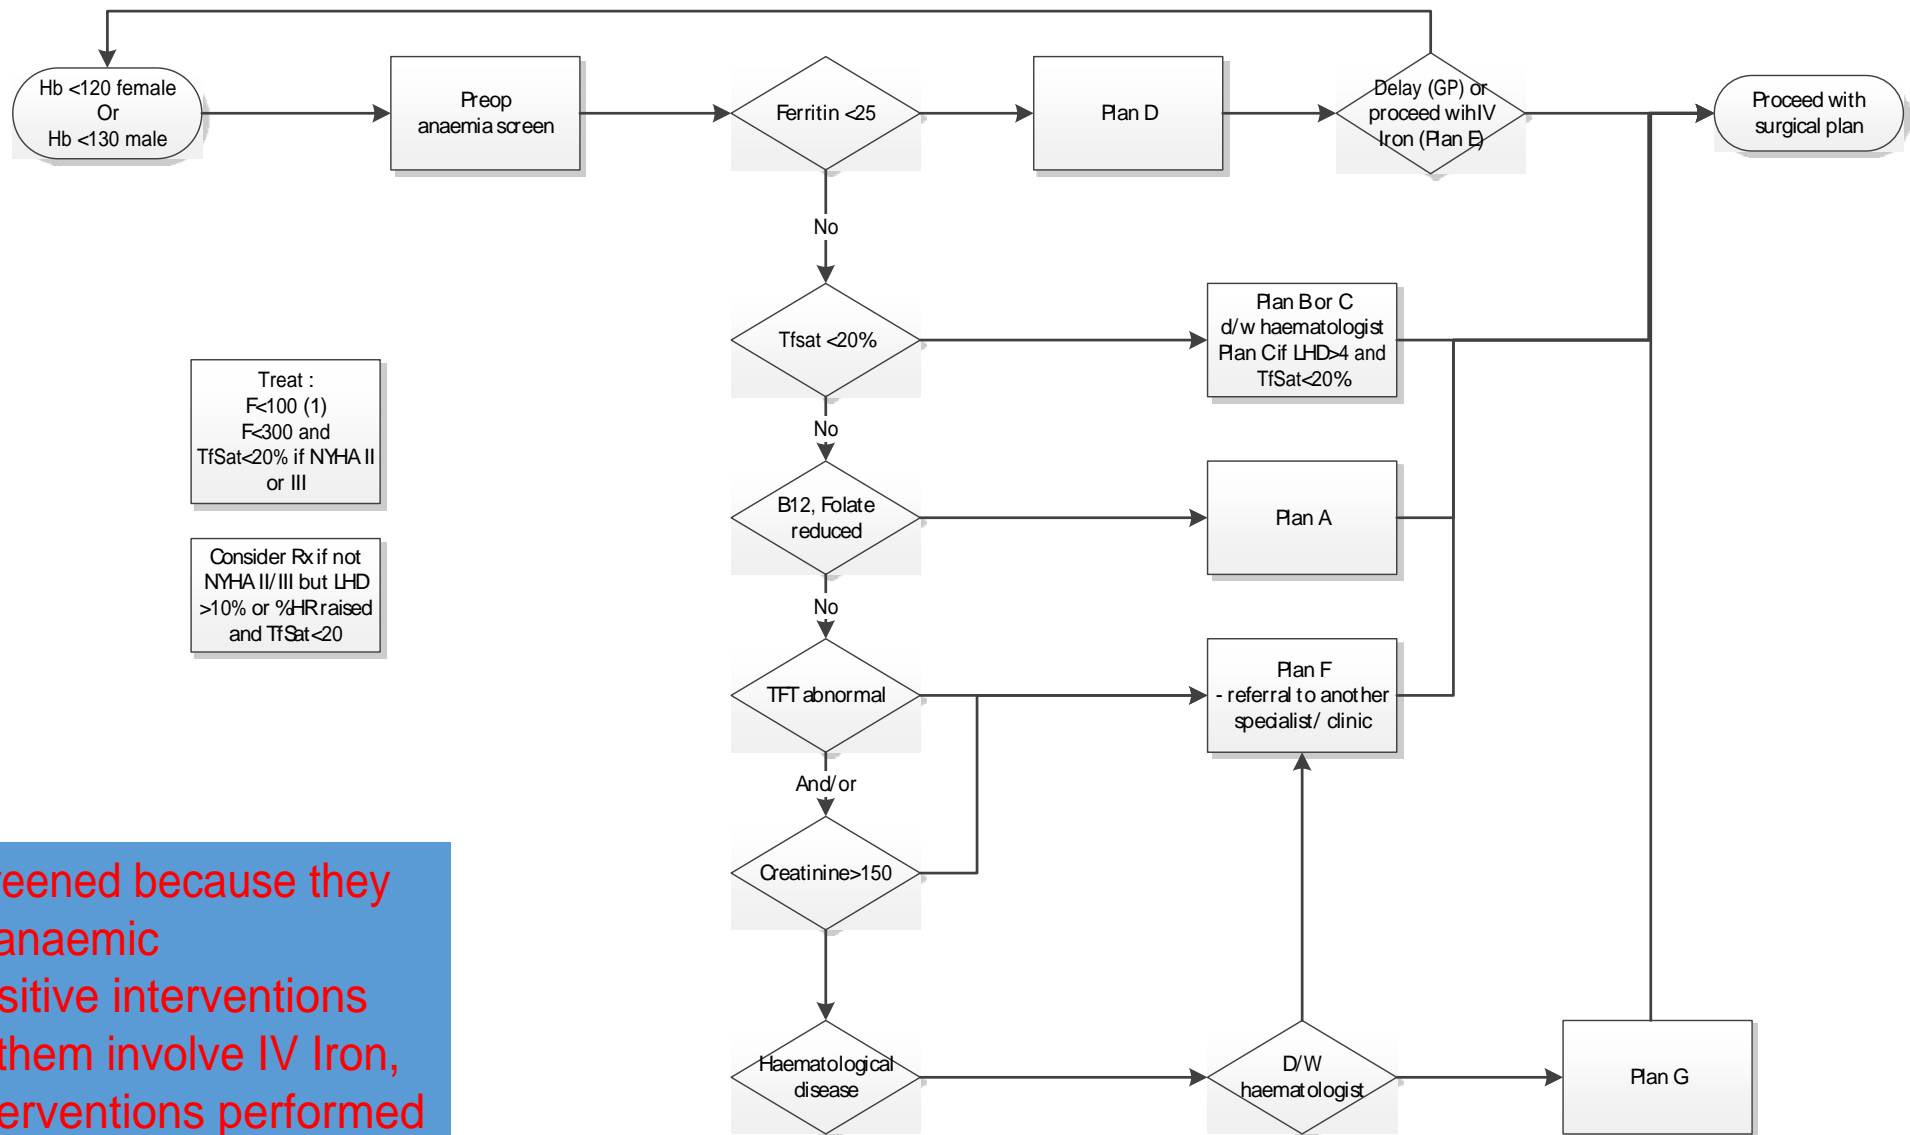 Hb <120 female
Or
Hb <130 male
Preop
anaemia screen
Ferritin <25
Plan D
Delay (GP) or
proceed wihIV
Iron (Plan E)
Proceed with
surgical plan
No
Tfsat <20%
Plan B or C
d/w haematologist
Plan C if LHD>4 and
TfSat<20%
Treat :
F<100 (1)
F<300 and
TfSat<20% if NYHA II
or III
No
B12, Folate
reduced
Plan A
Consider Rx if not
NYHA II/III but LHD
>10% or %HR raised
and TfSat<20
No
TFT abnormal
Plan F
- referral to another
specialist/ clinic
And/or
Creatinine>150
reened because they
anaemic
sitive interventions
them involve IV Iron,
erventions performed
Haematological
disease
D/W
haematologist
Plan G